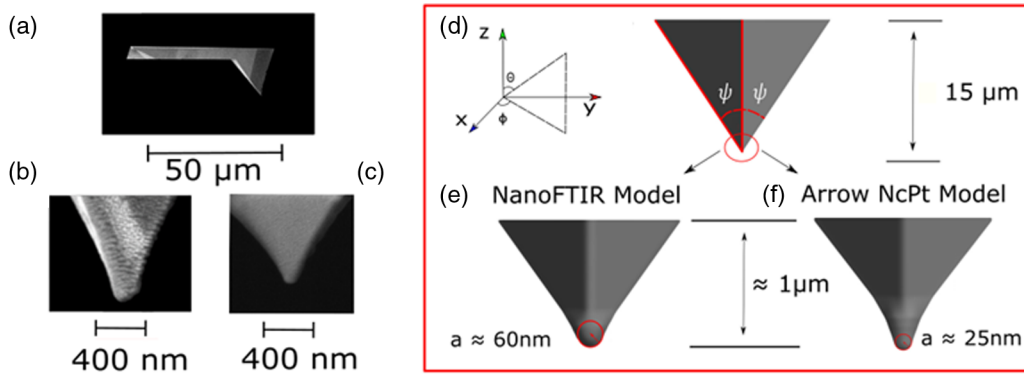 (a)
50 μm
(b)
(c)
400 nm
400 nm
(d)
z
θ
y
x
ϕ
ψ
ψ
15 μm
(e)
NanoFTIR Model
(f)
Arrow NcPt Model
≈ 1μm
a ≈ 60nm
a ≈ 25nm